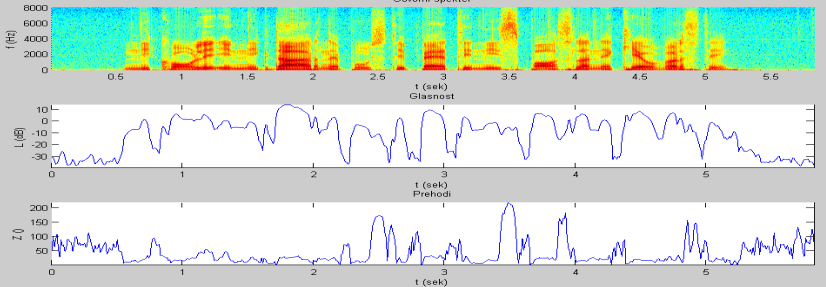 Govorni spekter
8000
6000
4000
2000
0
f (Hz)
0.5 1 1.5 2 2.5 3 3.5 4 4.5 5 5.5
t (sek)
Glasnost
10
0
-10
-20
-30
L (dB)
0 1 2 3 4 5
t (sek)
Prehodi
200
150
100
50
Z ()
0 1 2 3 4 5
t (sek)